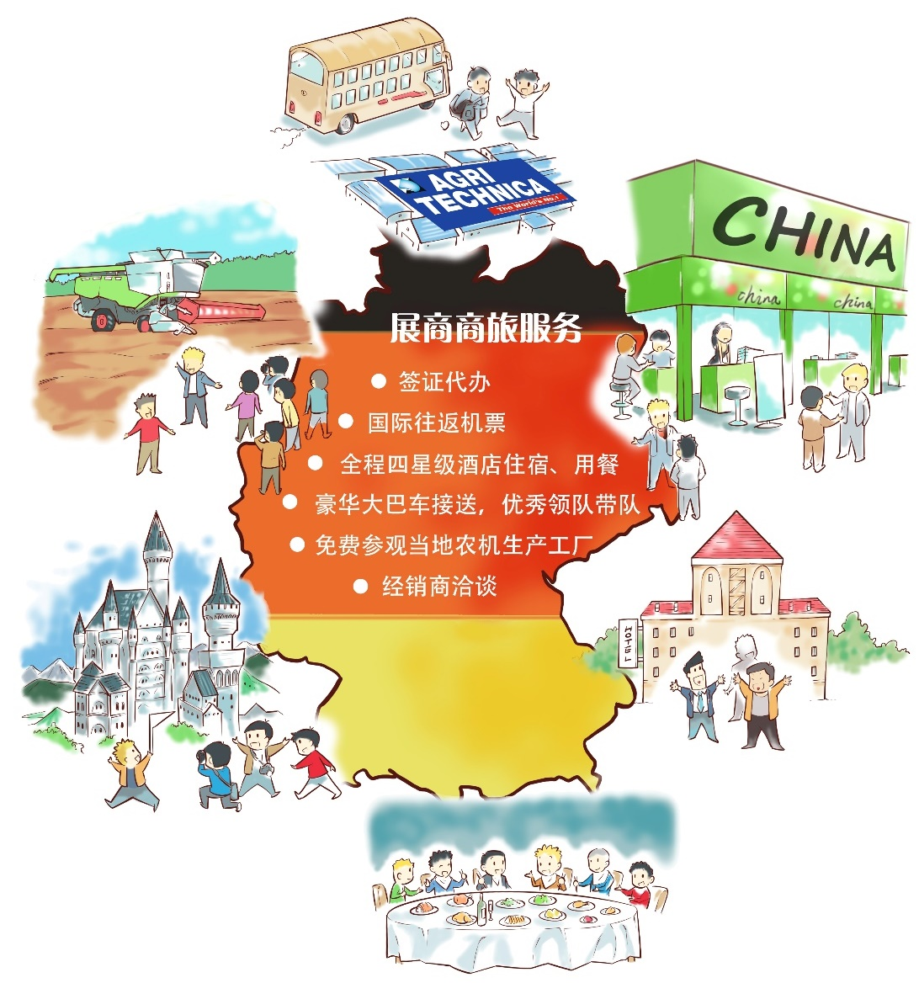 AGRI
TECHNICA
The World's No.1
CHINA
china
china
展商商旅服务
● 签证代办
● 国际往返机票
● 全程四星级酒店住宿、用餐
● 豪华大巴车接送，优秀领队带队
● 免费参观当地农机生产工厂
● 经销商洽谈
HOTEL